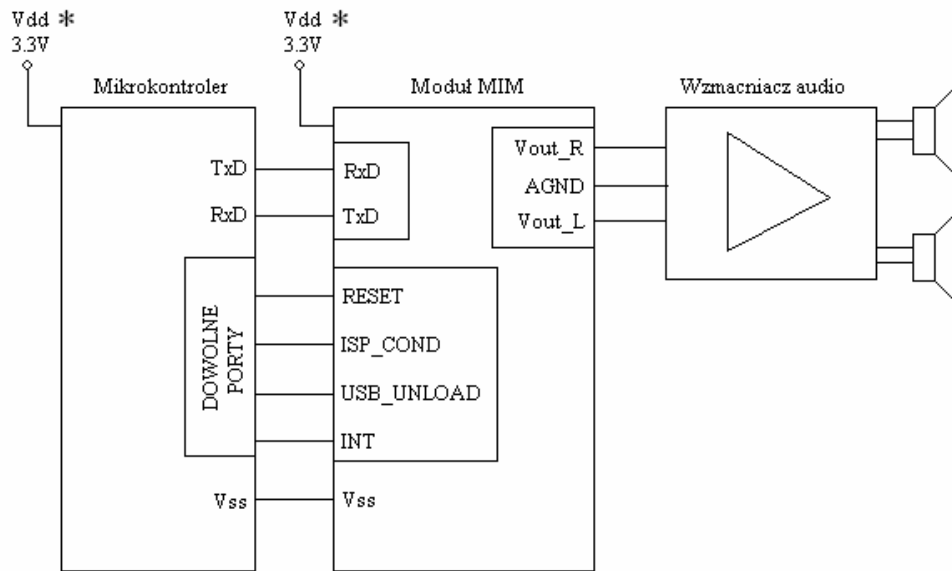 Vdd *
3.3V
Vdd *
3.3V
Mikrokontroler
Moduł MIM
Wzmacniacz audio
TxD
RxD
RxD
TxD
Vout_R
AGND
Vout_L
DOWOLNE
PORTY
RESET
ISP_COND
USB_UNLOAD
INT
Vss
Vss